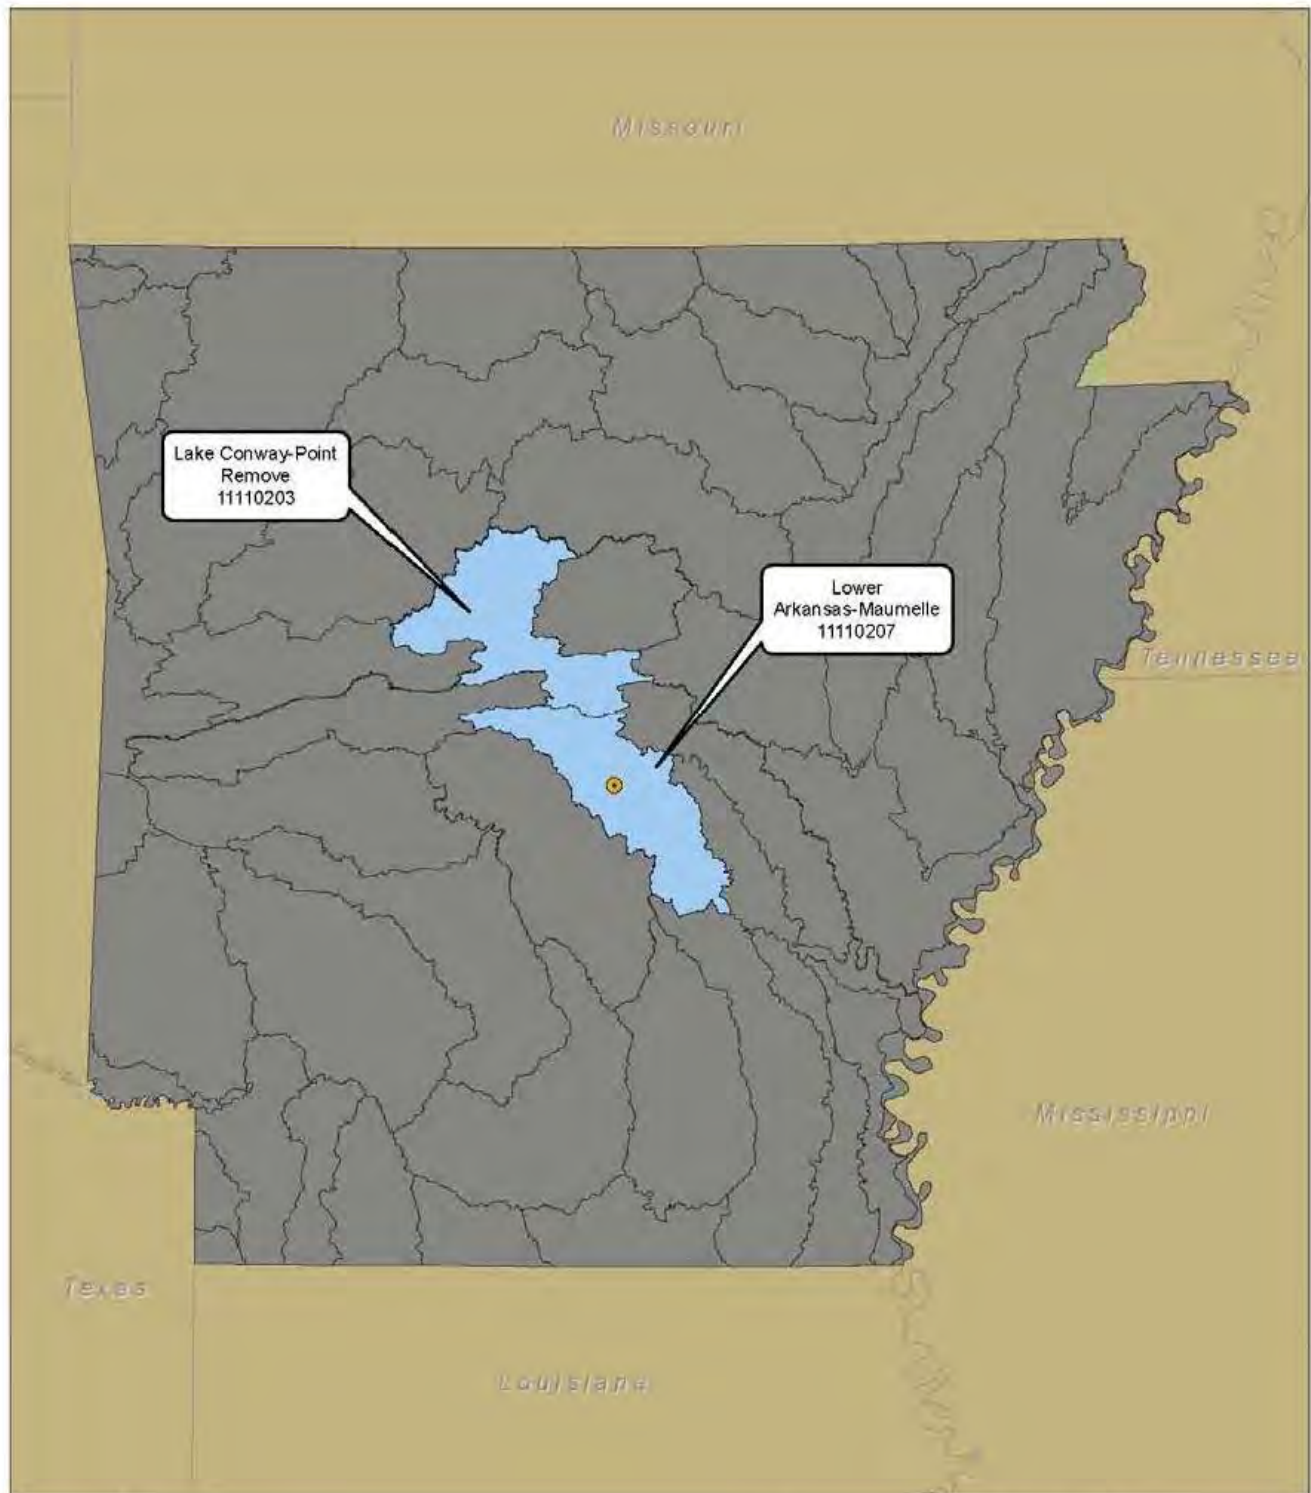 Missouri
Lake Conway-Point
Remove
11110203
Lower
Arkansas-Maumelle
11110207
Tennessee
Mississippi
Texas
Louisiana